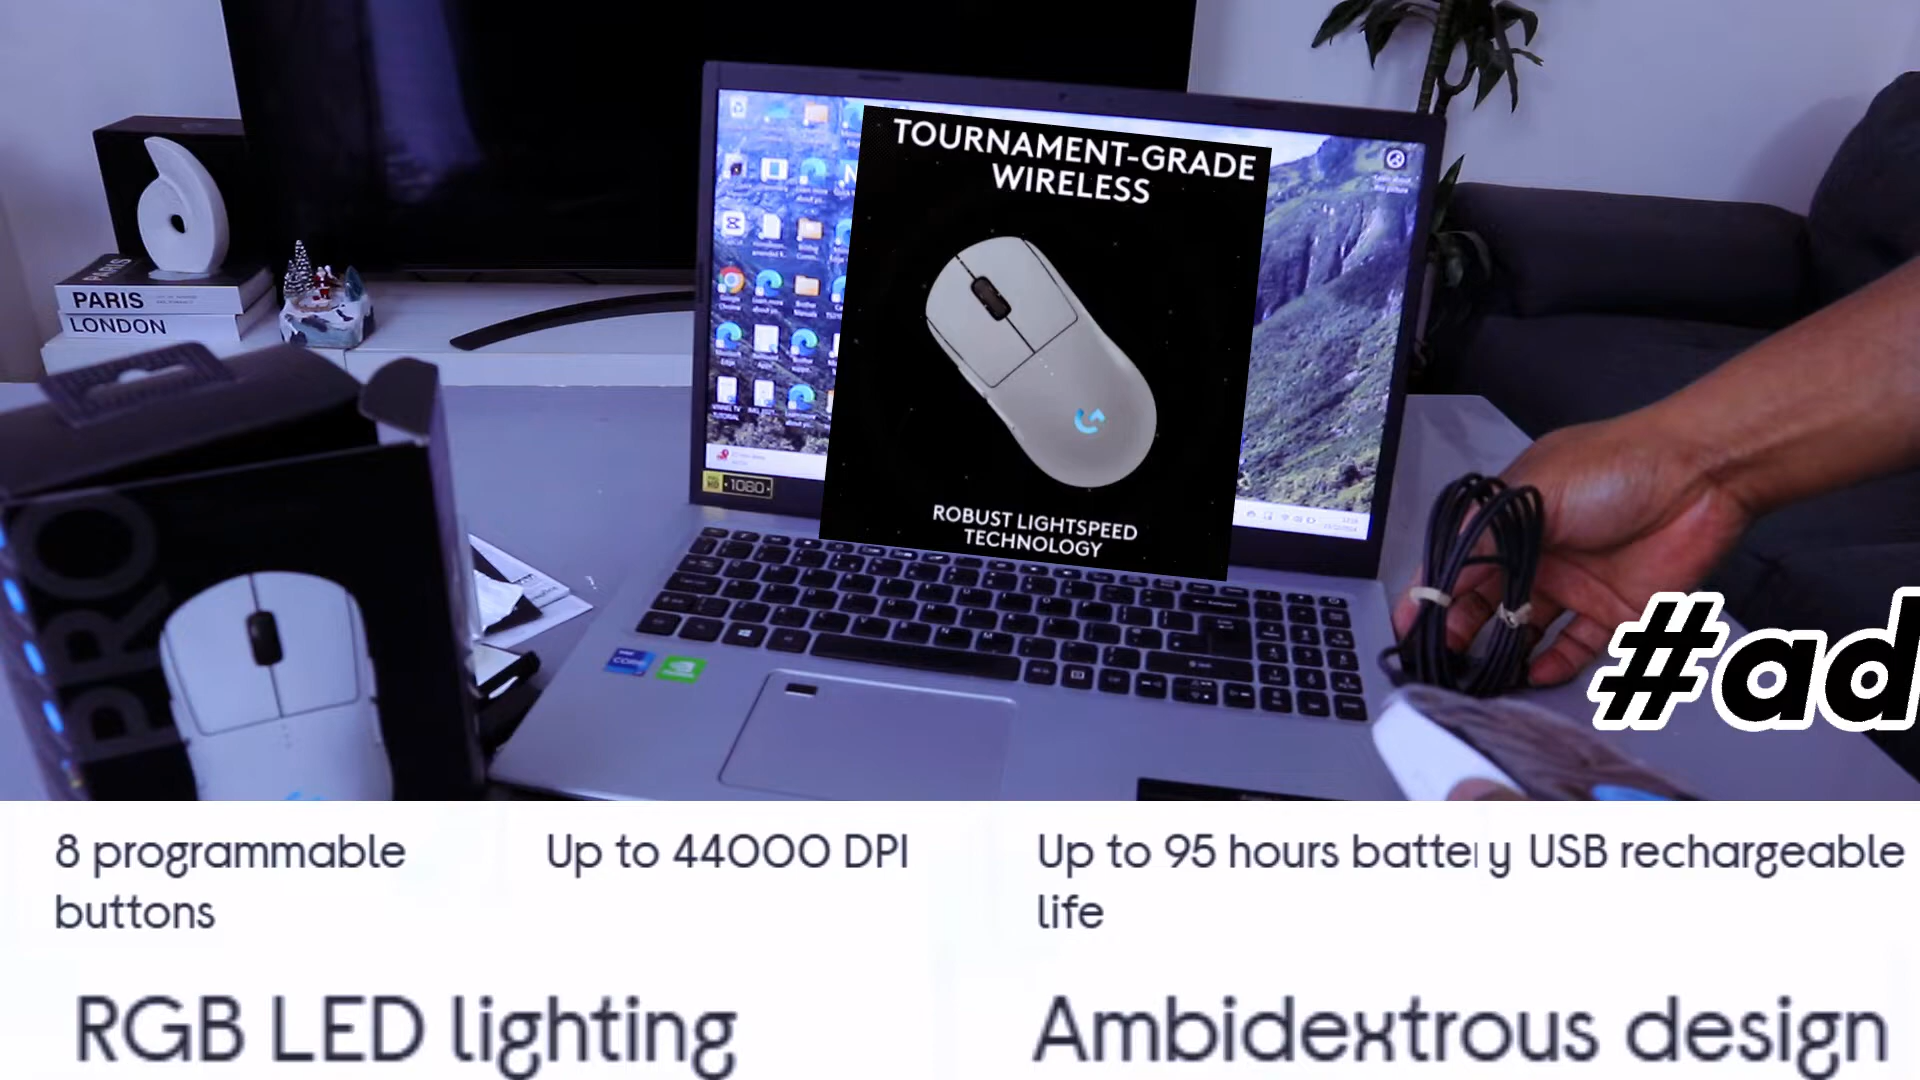 TOURNAMENT-GRADE
WIRELESS
ROBUST LIGHTSPEED
TECHNOLOGY
PARIS
PARIS
LONDON
1080
PRO
#ad
8 programmable
buttons
Up to 44000 DPI
Up to 95 hours battery
life
USB rechargeable
RGB LED lighting
Ambidextrous design